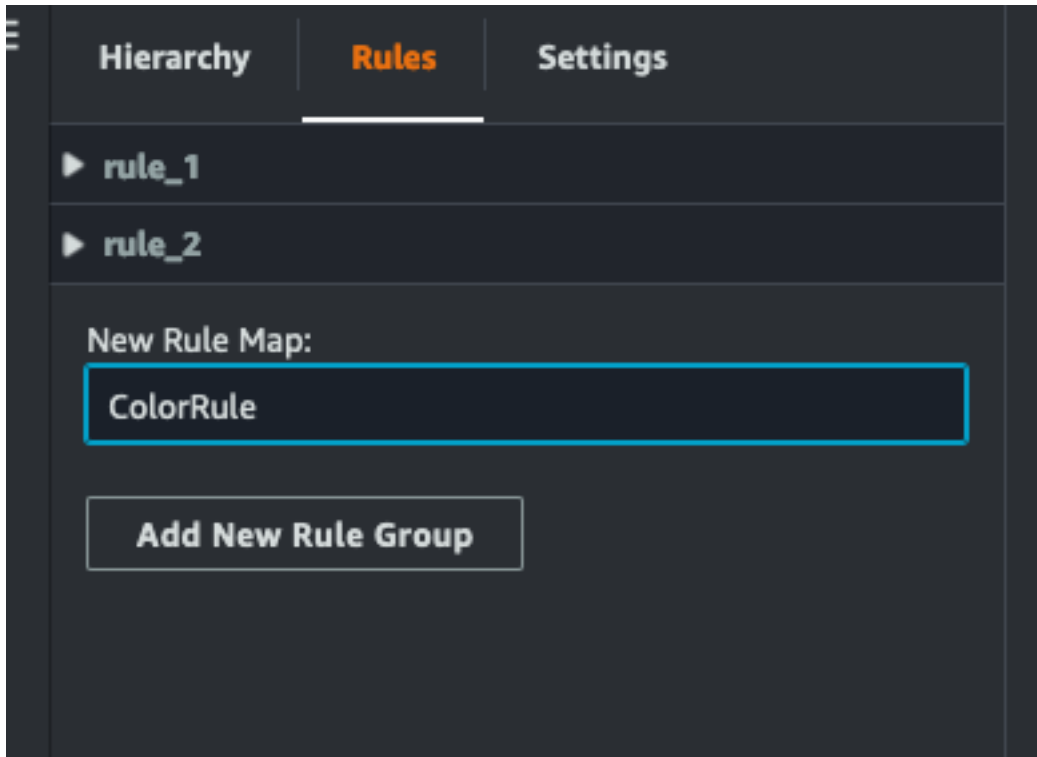 Hierarchy Rules Settings
rule_1
rule_2
New Rule Map:
ColorRule
Add New Rule Group